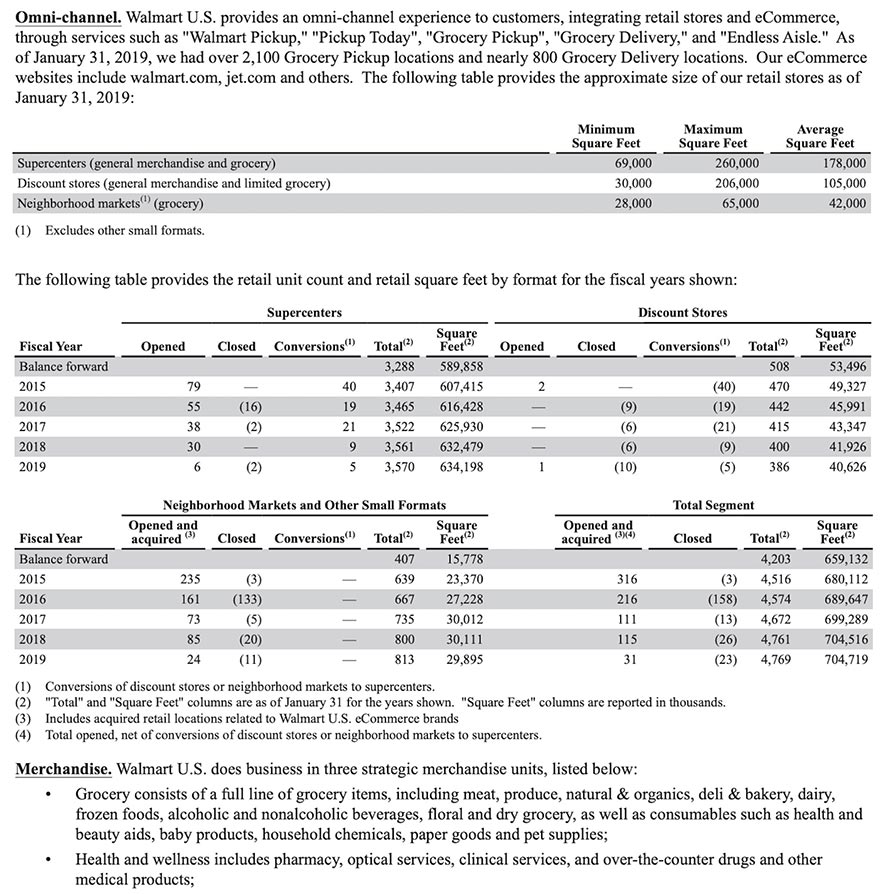 Omni-channel. Walmart U.S. provides an omni-channel experience to customers, integrating retail stores and eCommerce,
through services such as "Walmart Pickup," "Pickup Today", "Grocery Pickup", "Grocery Delivery," and "Endless Aisle." As
of January 31, 2019, we had over 2,100 Grocery Pickup locations and nearly 800 Grocery Delivery locations. Our eCommerce
websites include walmart.com, jet.com and others. The following table provides the approximate size of our retail stores as of
January 31, 2019:
Minimum Maximum Average
Square Feet Square Feet Square Feet
Supercenters (general merchandise and grocery) 69,000 260,000 178,000
Discount stores (general merchandise and limited grocery) 30,000 206,000 105,000
Neighborhood markets(1) (grocery) 28,000 65,000 42,000
(1) Excludes other small formats.
The following table provides the retail unit count and retail square feet by format for the fiscal years shown:
Supercenters Discount Stores
Square Square
Fiscal Year Opened Closed Conversions(1) Total(2) Feet(2) Opened Closed Conversions(1) Total(2) Feet(2)
Balance forward 3,288 589,858 508 53,496
2015 79 — 40 3,407 607,415 2 — (40) 470 49,327
2016 55 (16) 19 3,465 616,428 — (9) (19) 442 45,991
2017 38 (2) 21 3,522 625,930 — (6) (21) 415 43,347
2018 30 — 9 3,561 632,479 — (6) (9) 400 41,926
2019 6 (2) 5 3,570 634,198 1 (10) (5) 386 40,626
Neighborhood Markets and Other Small Formats Total Segment
Opened and Square Opened and Square
Fiscal Year acquired (3) Closed Conversions(1) Total(2) Feet(2) acquired (3)(4) Closed Total(2) Feet(2)
Balance forward 407 15,778 4,203 659,132
2015 235 (3) — 639 23,370 316 (3) 4,516 680,112
2016 161 (133) — 667 27,228 216 (158) 4,574 689,647
2017 73 (5) — 735 30,012 111 (13) 4,672 699,289
2018 85 (20) — 800 30,111 115 (26) 4,761 704,516
2019 24 (11) — 813 29,895 31 (23) 4,769 704,719
(1) Conversions of discount stores or neighborhood markets to supercenters.
(2) "Total" and "Square Feet" columns are as of January 31 for the years shown. "Square Feet" columns are reported in thousands.
(3) Includes acquired retail locations related to Walmart U.S. eCommerce brands
(4) Total opened, net of conversions of discount stores or neighborhood markets to supercenters.
Merchandise. Walmart U.S. does business in three strategic merchandise units, listed below:
• Grocery consists of a full line of grocery items, including meat, produce, natural & organics, deli & bakery, dairy,
frozen foods, alcoholic and nonalcoholic beverages, floral and dry grocery, as well as consumables such as health and
beauty aids, baby products, household chemicals, paper goods and pet supplies;
• Health and wellness includes pharmacy, optical services, clinical services, and over-the-counter drugs and other
medical products;